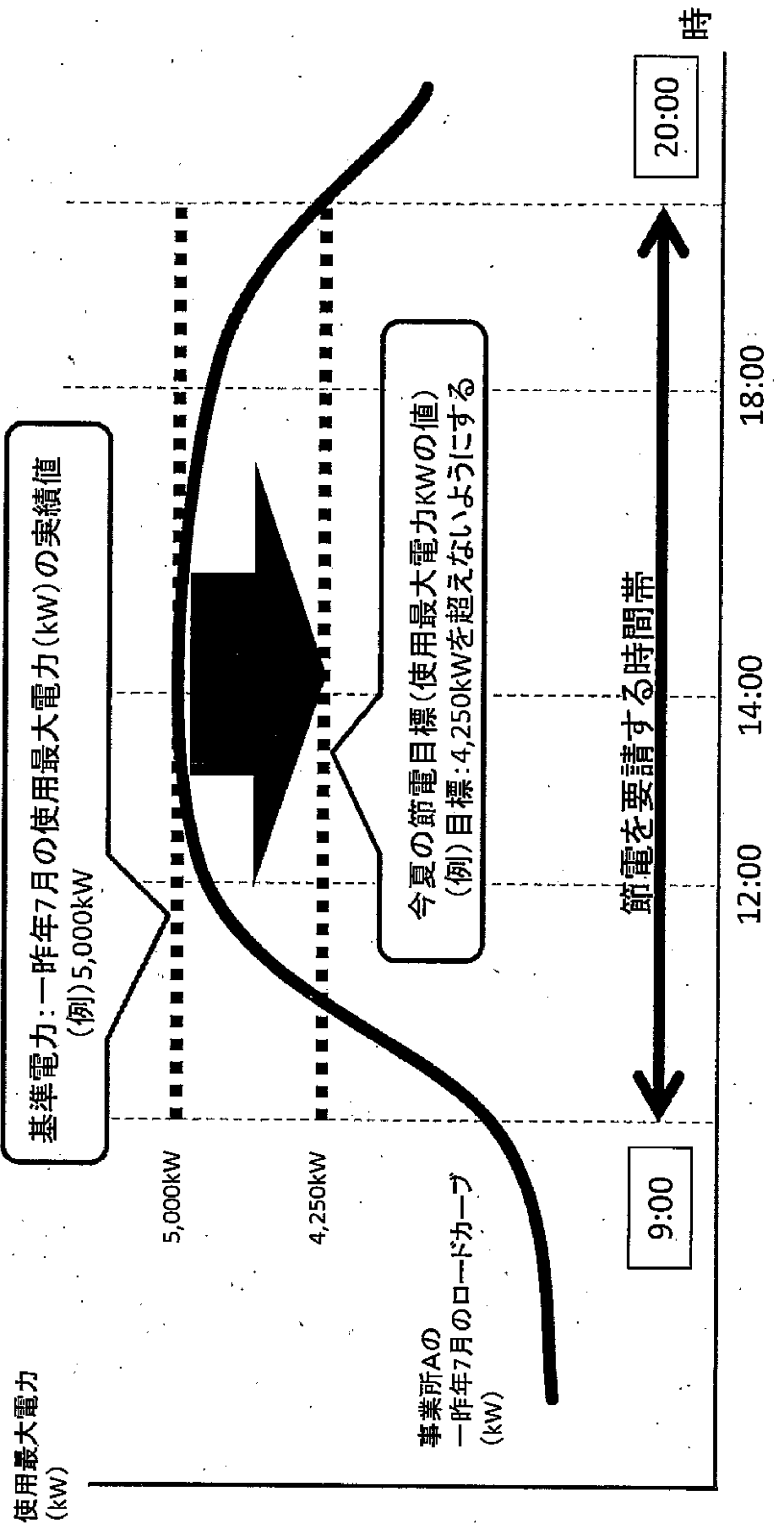 使用最大電力
(kW)
基準電力:一昨年7月の使用最大電力(kW)の実績値
(例)5,000kW
5,000kW
4,250kW
今夏の節電目標(使用最大電力KWの値)
(例)目標:4,250kWを超えないようにする
事業所Aの
一昨年7月のロードカーブ
(kW)
節電を要請する時間帯
9:00
20:00
12:00
14:00
18:00
時